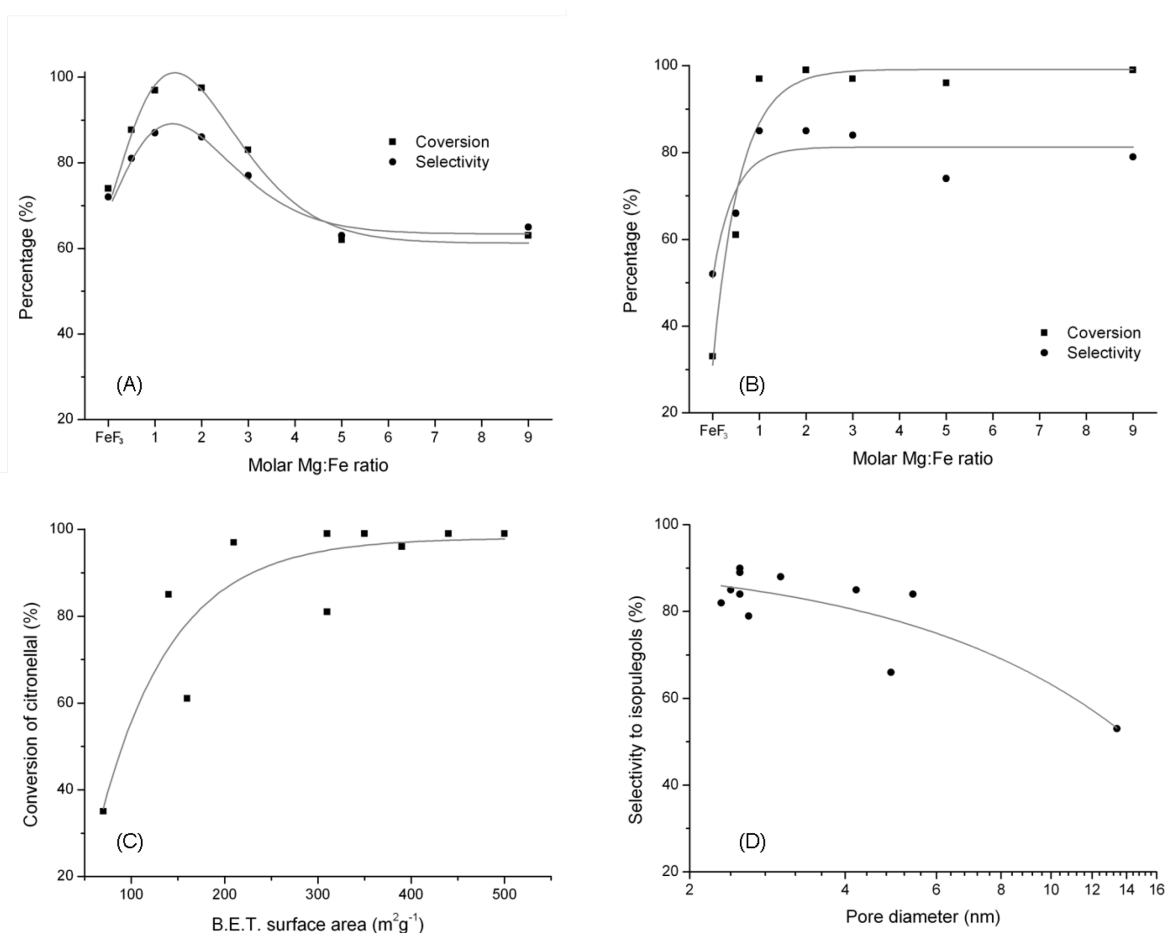 100
80
60
40
20
Percentage (%)
Coversion
Selectivity
(A)
FeF₃ 1 2 3 4 5 6 7 8 9
Molar Mg:Fe ratio
100
80
60
40
20
Percentage (%)
Coversion
Selectivity
(B)
FeF₃ 1 2 3 4 5 6 7 8 9
Molar Mg:Fe ratio
100
80
60
40
20
Conversion of citronellal (%)
(C)
100 200 300 400 500
B.E.T. surface area (m²g⁻¹)
100
80
60
40
20
Selectivity to isopulegols (%)
(D)
2 4 6 8 10 12 14 16
Pore diameter (nm)